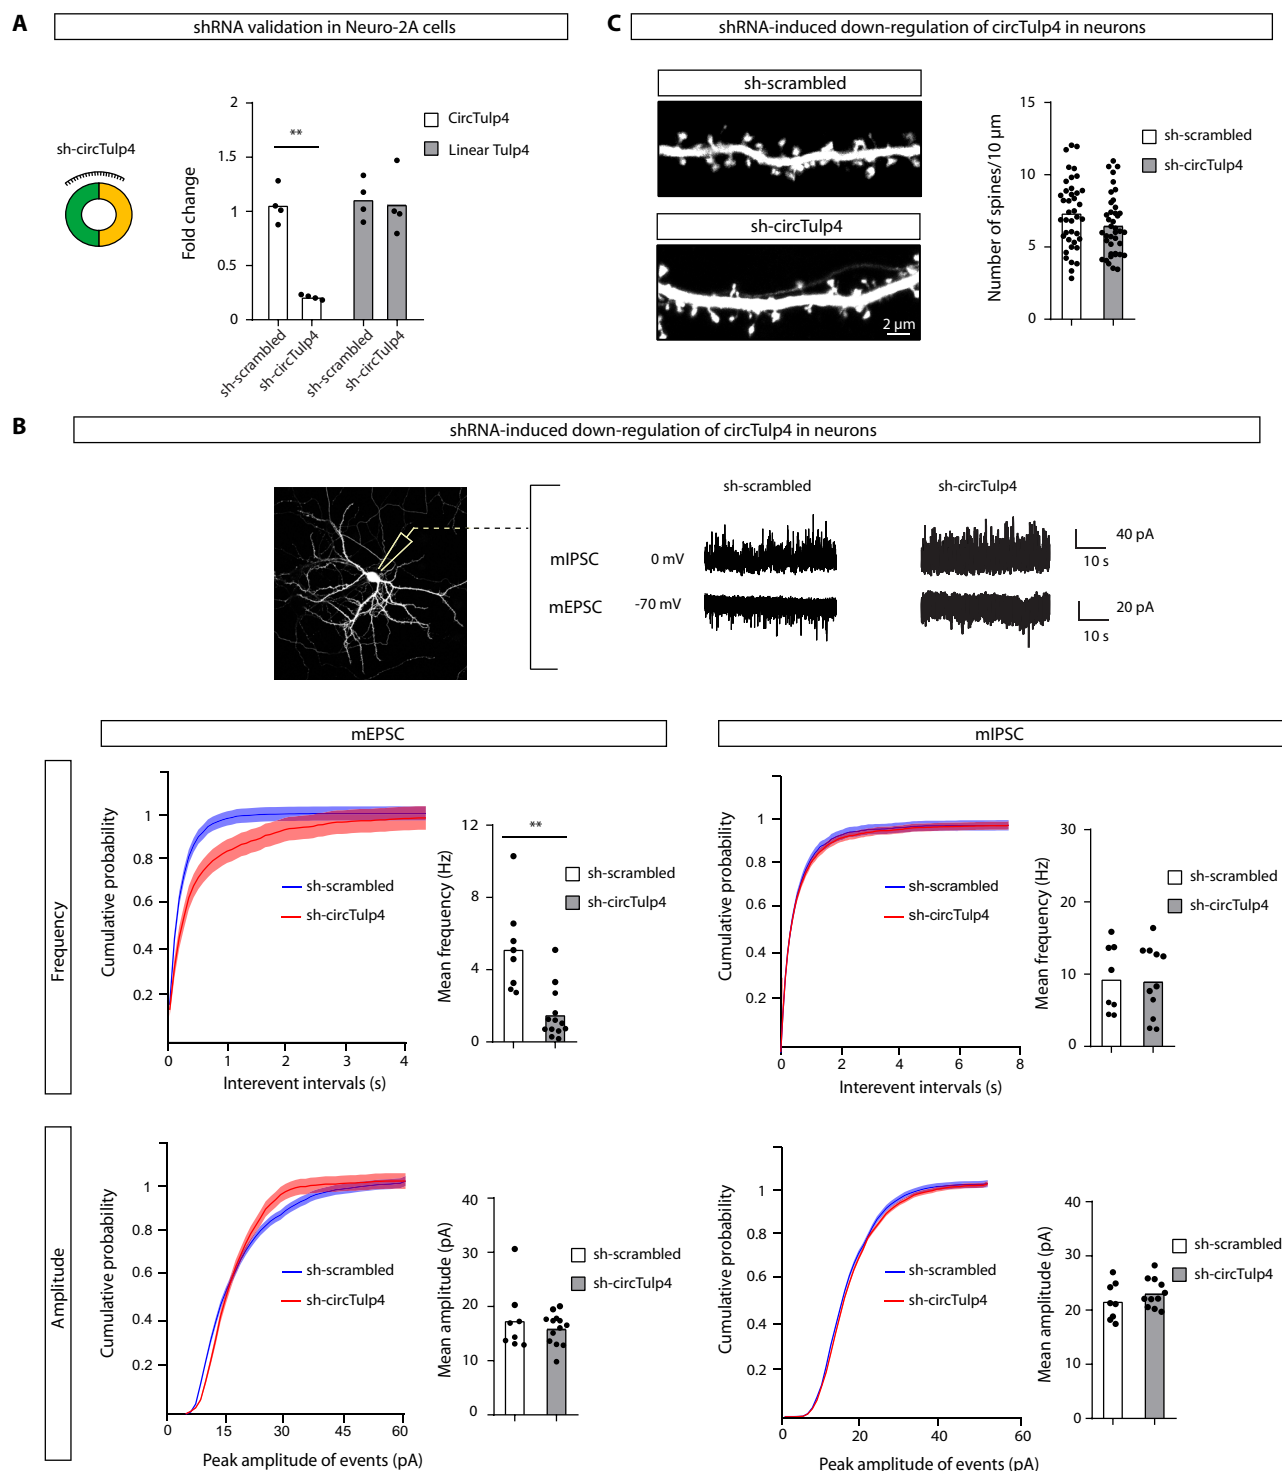 A
shRNA validation in Neuro-2A cells
sh-circTulp4
Fold change
2
1.5
1
0.5
0
**
CircTulp4
Linear Tulp4
sh-scrambled
sh-circTulp4
sh-scrambled
sh-circTulp4
C
shRNA-induced down-regulation of circTulp4 in neurons
sh-scrambled
sh-circTulp4
2 µm
Number of spines/10 µm
15
10
5
0
sh-scrambled
sh-circTulp4
B
shRNA-induced down-regulation of circTulp4 in neurons
sh-scrambled
sh-circTulp4
mIPSC
0 mV
40 pA
10 s
mEPSC
-70 mV
20 pA
10 s
mEPSC
mIPSC
Frequency
Cumulative probability
1
0.8
0.6
0.4
0.2
0
1
2
3
4
Interevent intervals (s)
sh-scrambled
sh-circTulp4
Mean frequency (Hz)
12
8
4
0
**
sh-scrambled
sh-circTulp4
Cumulative probability
1
0.8
0.6
0.4
0.2
0
2
4
6
8
Interevent intervals (s)
sh-scrambled
sh-circTulp4
Mean frequency (Hz)
30
20
10
0
sh-scrambled
sh-circTulp4
Amplitude
Cumulative probability
1
0.8
0.6
0.4
0.2
0
15
30
45
60
Peak amplitude of events (pA)
sh-scrambled
sh-circTulp4
Mean amplitude (pA)
40
30
20
10
0
sh-scrambled
sh-circTulp4
Cumulative probability
1
0.8
0.6
0.4
0.2
0
20
40
60
Peak amplitude of events (pA)
sh-scrambled
sh-circTulp4
Mean amplitude (pA)
40
30
20
10
0
sh-scrambled
sh-circTulp4